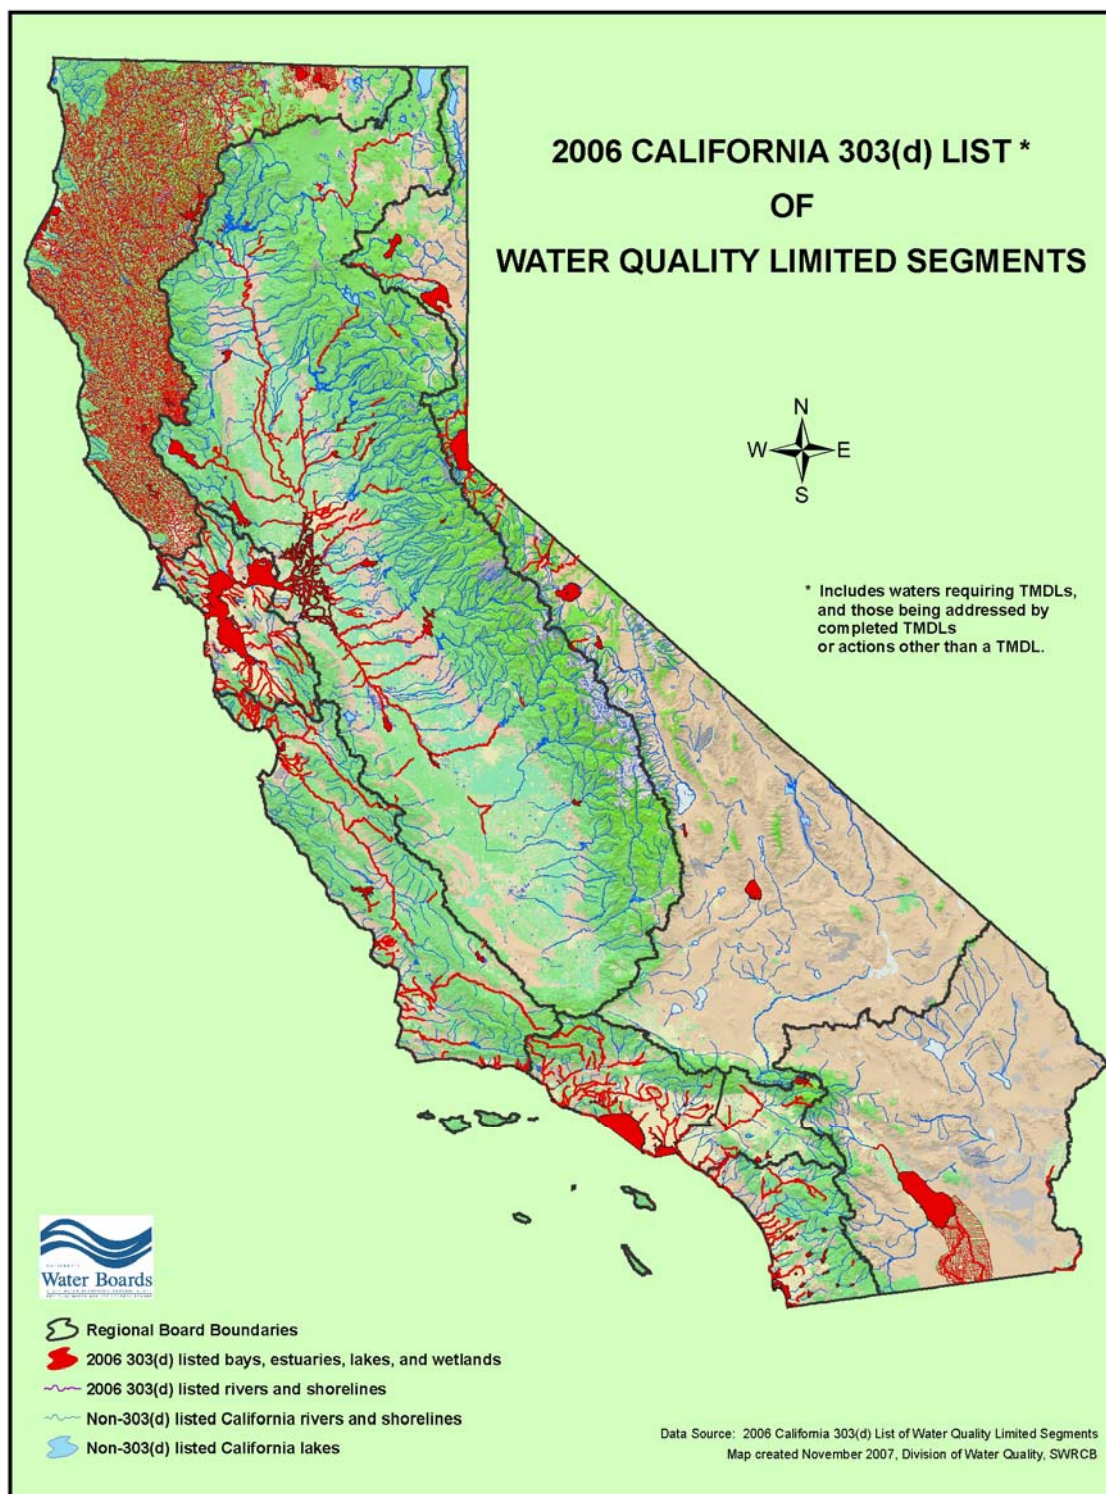 2006 CALIFORNIA 303(d) LIST *
OF
WATER QUALITY LIMITED SEGMENTS
N
W E
S
* Includes waters requiring TMDLs,
and those being addressed by
completed TMDLs
or actions other than a TMDL.
Water Boards
Regional Board Boundaries
2006 303(d) listed bays, estuaries, lakes, and wetlands
2006 303(d) listed rivers and shorelines
Non-303(d) listed California rivers and shorelines
Non-303(d) listed California lakes
Data Source: 2006 California 303(d) List of Water Quality Limited Segments
Map created November 2007, Division of Water Quality, SWRCB